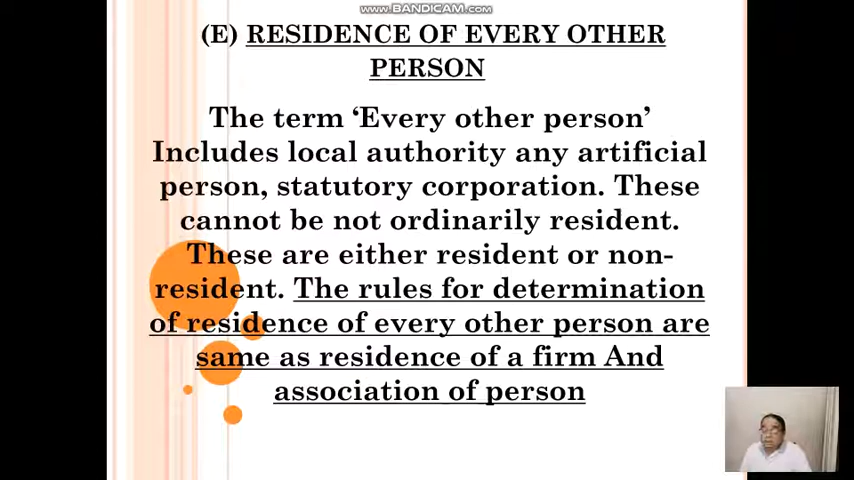 www.BANDICAM.com
(E) RESIDENCE OF EVERY OTHER
PERSON
The term ‘Every other person’
Includes local authority any artificial
person, statutory corporation. These
cannot be not ordinarily resident.
These are either resident or non-
resident. The rules for determination
of residence of every other person are
same as residence of a firm And
association of person